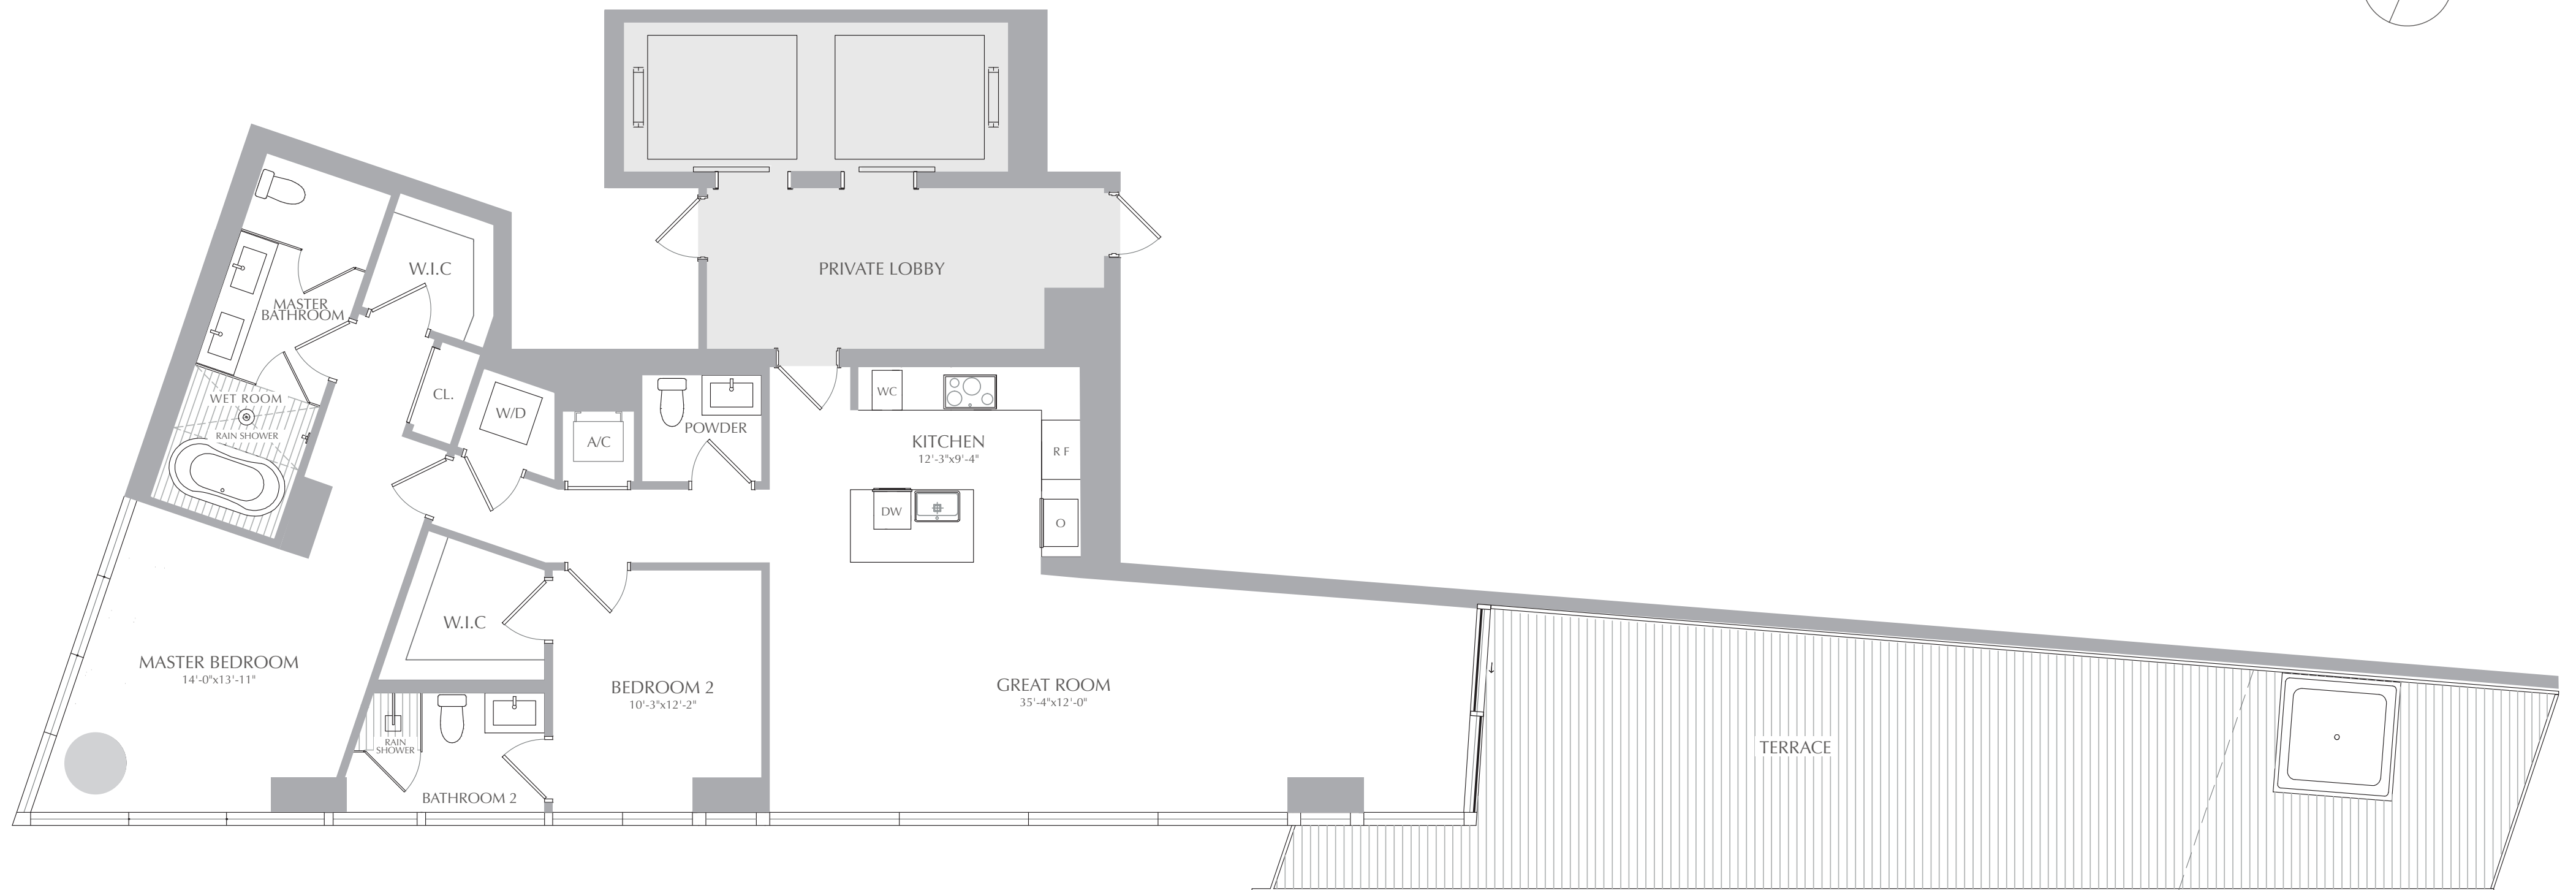 PRIVATE LOBBY
W.I.C
MASTER
BATHROOM
WET ROOM
RAIN SHOWER
CL.
W/D
A/C
POWDER
WC
KITCHEN
12'-3"x9'-4"
R F
DW
O
W.I.C
MASTER BEDROOM
14'-0"x13'-11"
BEDROOM 2
10'-3"x12'-2"
GREAT ROOM
35'-4"x12'-0"
RAIN
SHOWER
BATHROOM 2
TERRACE